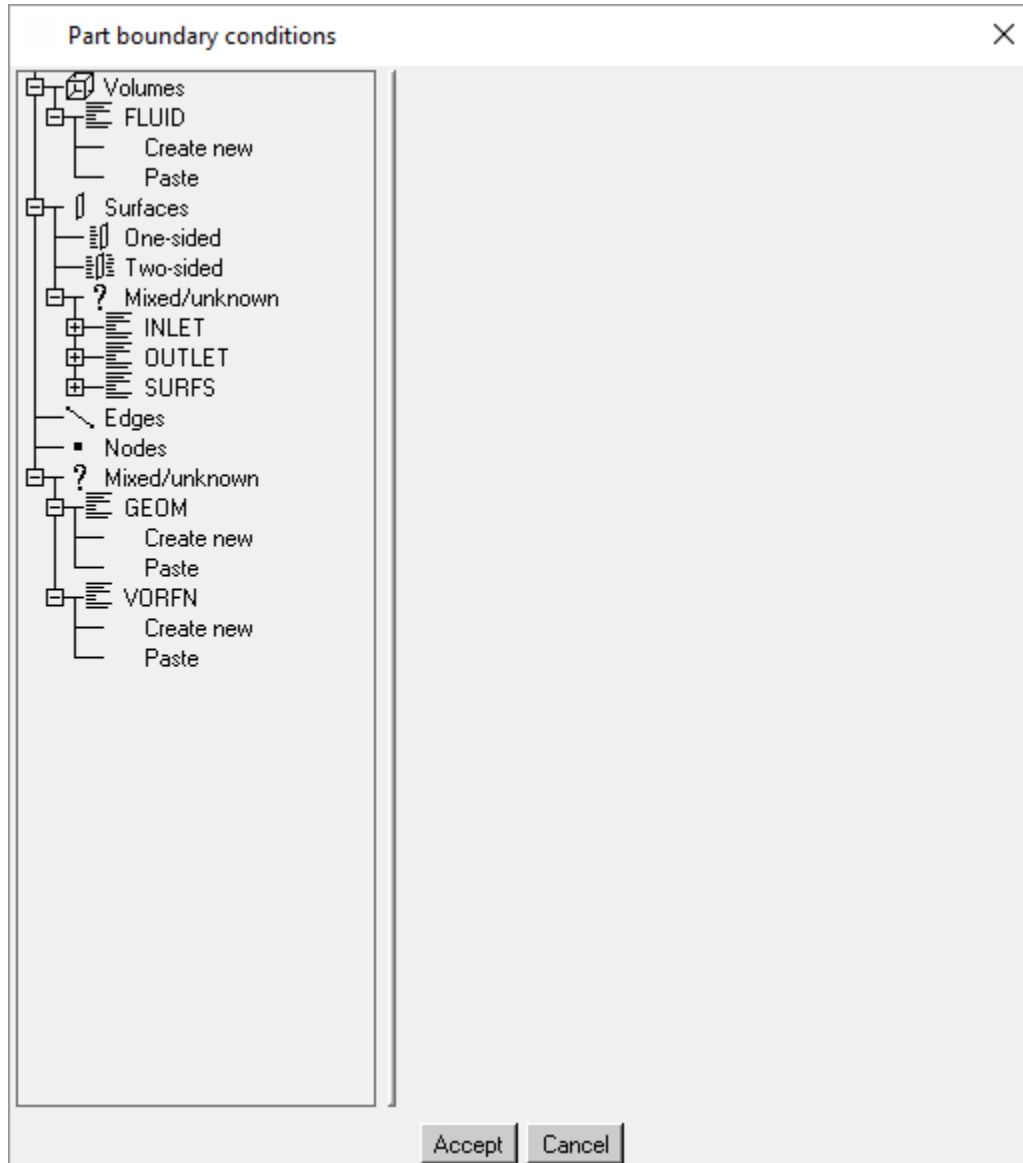 Part boundary conditions
Volumes
FLUID
Create new
Paste
Surfaces
One-sided
Two-sided
? Mixed/unknown
INLET
OUTLET
SURFS
Edges
Nodes
? Mixed/unknown
GEOM
Create new
Paste
VORFN
Create new
Paste
Accept Cancel